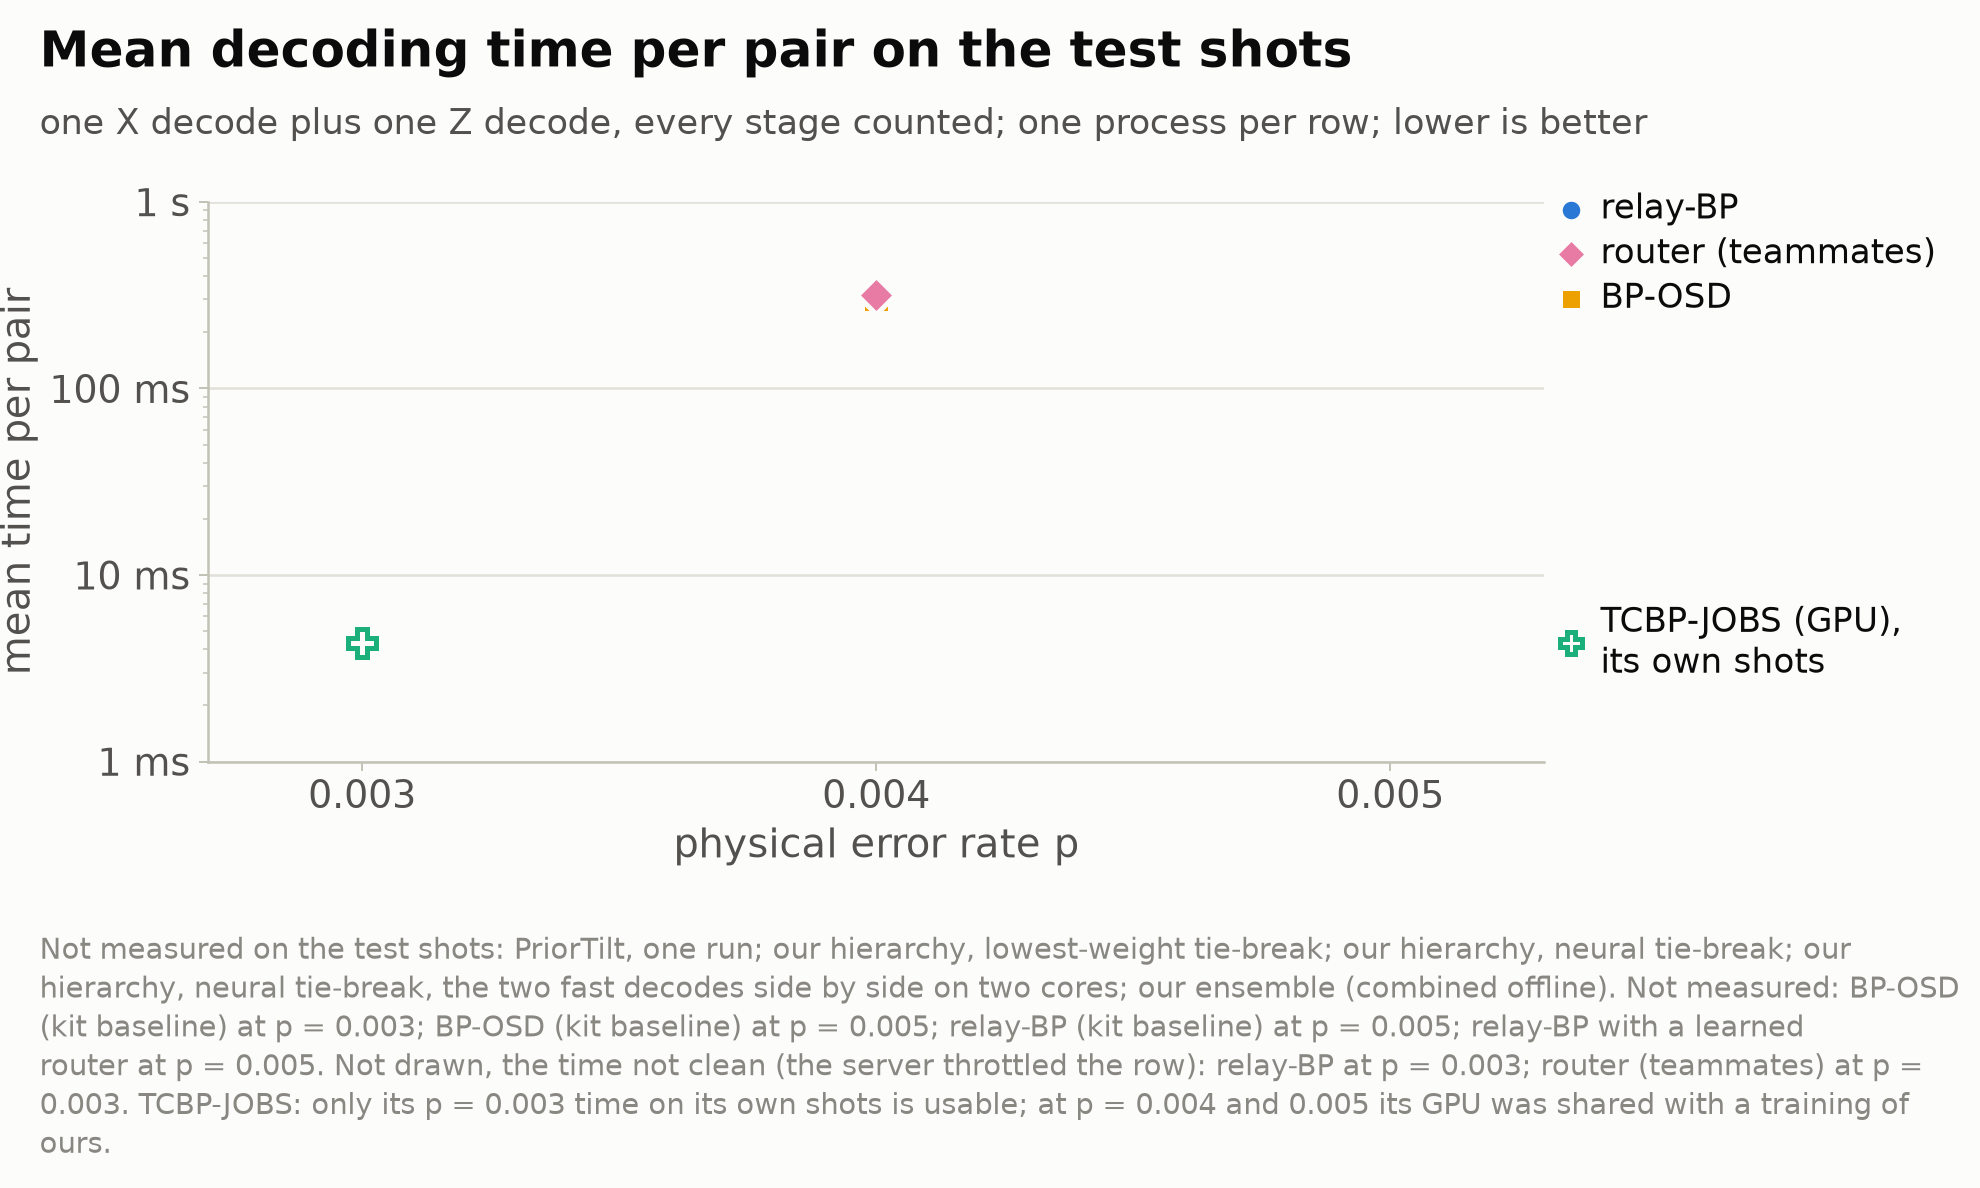 Mean decoding time per pair on the test shots
one X decode plus one Z decode, every stage counted; one process per row; lower is better
mean time per pair
1 s
100 ms
10 ms
1 ms
0.003
0.004
0.005
physical error rate p
relay-BP
router (teammates)
BP-OSD
TCBP-JOBS (GPU),
its own shots
Not measured on the test shots: PriorTilt, one run; our hierarchy, lowest-weight tie-break; our hierarchy, neural tie-break; our
hierarchy, neural tie-break, the two fast decodes side by side on two cores; our ensemble (combined offline). Not measured: BP-OSD
(kit baseline) at p = 0.003; BP-OSD (kit baseline) at p = 0.005; relay-BP (kit baseline) at p = 0.005; relay-BP with a learned
router at p = 0.005. Not drawn, the time not clean (the server throttled the row): relay-BP at p = 0.003; router (teammates) at p =
0.003. TCBP-JOBS: only its p = 0.003 time on its own shots is usable; at p = 0.004 and 0.005 its GPU was shared with a training of
ours.